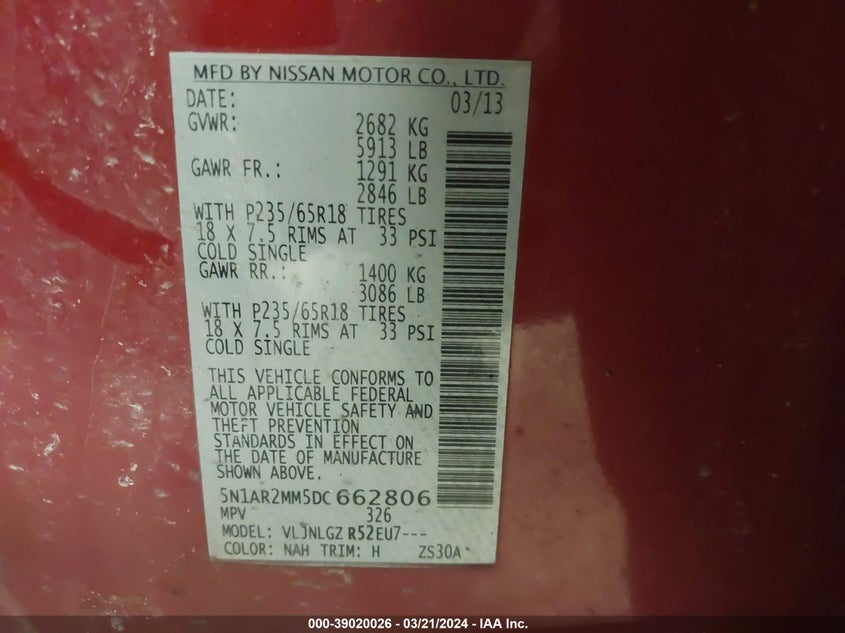 MFD BY NISSAN MOTOR CO., LTD.
DATE: 03/13
GVWR: 2682 KG
5913 LB
GAWR FR.: 1291 KG
2846 LB
WITH P235/65R18 TIRES
18 X 7.5 RIMS AT 33 PSI
COLD SINGLE
GAWR RR.: 1400 KG
3086 LB
WITH P235/65R18 TIRES
18 X 7.5 RIMS AT 33 PSI
COLD SINGLE
THIS VEHICLE CONFORMS TO
ALL APPLICABLE FEDERAL
MOTOR VEHICLE SAFETY AND
THEFT PREVENTION
STANDARDS IN EFFECT ON
THE DATE OF MANUFACTURE
SHOWN ABOVE.
5N1AR2MM5DC662806
MPV 326
MODEL: VLJNLGZ R52EU7---
COLOR: NAH TRIM: H ZS30A
000-39020026 - 03/21/2024 - IAA Inc.